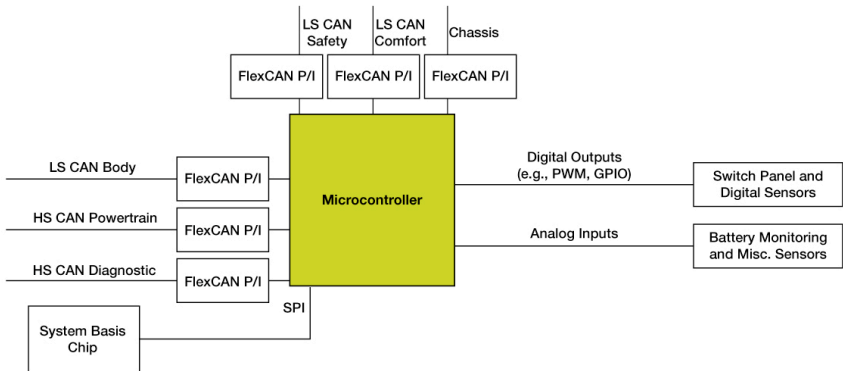 LS CAN
Safety
LS CAN
Comfort
Chassis
FlexCAN P/I
FlexCAN P/I
FlexCAN P/I
LS CAN Body
FlexCAN P/I
HS CAN Powertrain
FlexCAN P/I
HS CAN Diagnostic
FlexCAN P/I
Microcontroller
Digital Outputs
(e.g., PWM, GPIO)
Switch Panel and
Digital Sensors
Analog Inputs
Battery Monitoring
and Misc. Sensors
SPI
System Basis
Chip